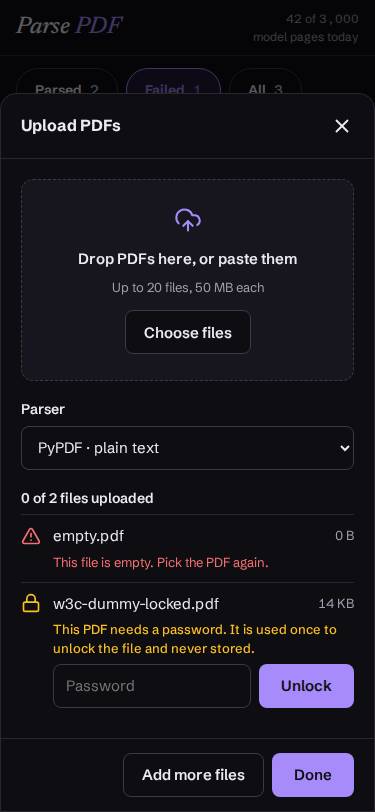 Parse PDF
42 of 3,000
model pages today
Parsed 2
Failed 1
All 3
Upload PDFs
Drop PDFs here, or paste them
Up to 20 files, 50 MB each
Choose files
Parser
PyPDF · plain text
0 of 2 files uploaded
empty.pdf 0 B
This file is empty. Pick the PDF again.
w3c-dummy-locked.pdf 14 KB
This PDF needs a password. It is used once to
unlock the file and never stored.
Password
Unlock
Add more files
Done